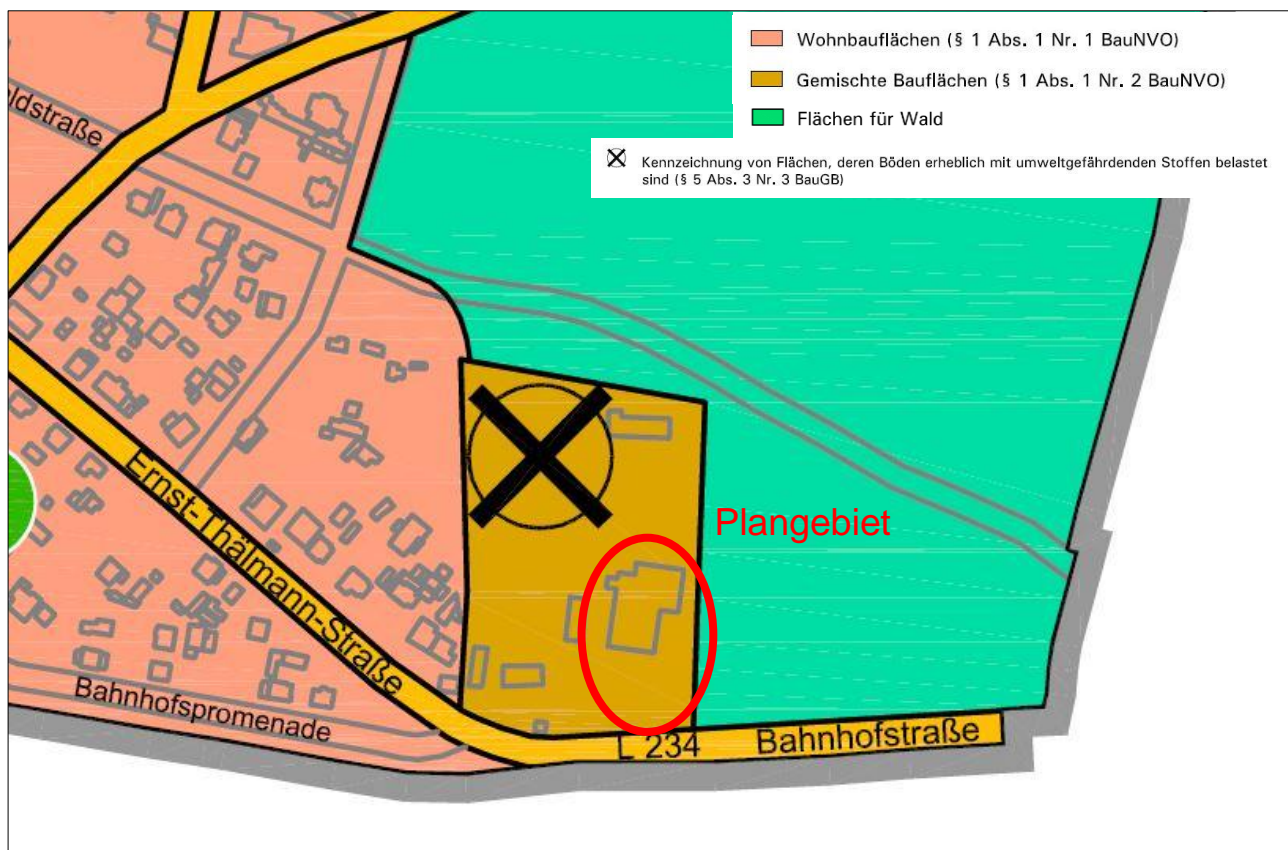 Wohnbauflächen (§ 1 Abs. 1 Nr. 1 BauNVO)
Gemischte Bauflächen (§ 1 Abs. 1 Nr. 2 BauNVO)
Flächen für Wald
Kennzeichnung von Flächen, deren Böden erheblich mit umweltgefährdenden Stoffen belastet
sind (§ 5 Abs. 3 Nr. 3 BauGB)
ldstraße
Plangebiet
Ernst-Thälmann-Straße
Bahnhofspromenade
L 234 Bahnhofstraße